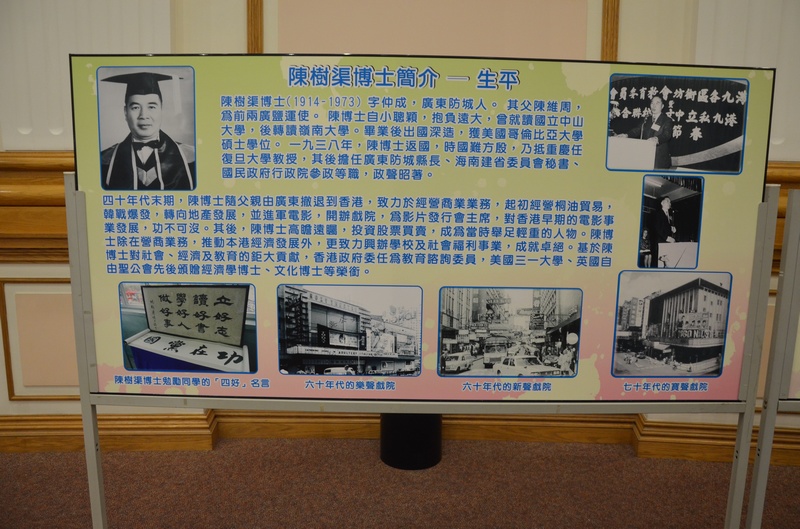 陳樹渠博士簡介 — 生平
陳樹渠博士(1914-1973) 字仲成，廣東防城人。 其父陳維周，
為前兩廣鹽運使。 陳博士自小聰穎，抱負遠大，曾就讀國立中山
大學，後轉讀嶺南大學。畢業後出國深造，獲美國哥倫比亞大學
碩士學位。 一九三八年，陳博士返國，時國難方殷，乃抵重慶任
復旦大學教授，其後擔任廣東防城縣長、海南建省委員會秘書、
國民政府行政院參政等職，政聲昭著。
四十年代末期，陳博士隨父親由廣東撤退到香港，致力於經營商業業務，起初經營桐油貿易，
韓戰爆發，轉向地產發展，並進軍電影，開辦戲院，為影片發行會主席，對香港早期的電影事
業發展，功不可沒。其後，陳博士高瞻遠矚，投資股票買賣，成為當時舉足輕重的人物。陳博
士除在營商業務，推動本港經濟發展外，更致力興辦學校及社會福利事業，成就卓絕。基於陳
博士對社會、經濟及教育的鉅大貢獻，香港政府委任為教育諮詢委員，美國三一大學、英國自
由聖公會先後頒贈經濟學博士、文化博士等榮銜。
立好志
讀好書
學好人
做好事
功在黨國
陳樹渠博士勉勵同學的「四好」名言
六十年代的樂聲戲院
六十年代的新聲戲院
七十年代的寶聲戲院